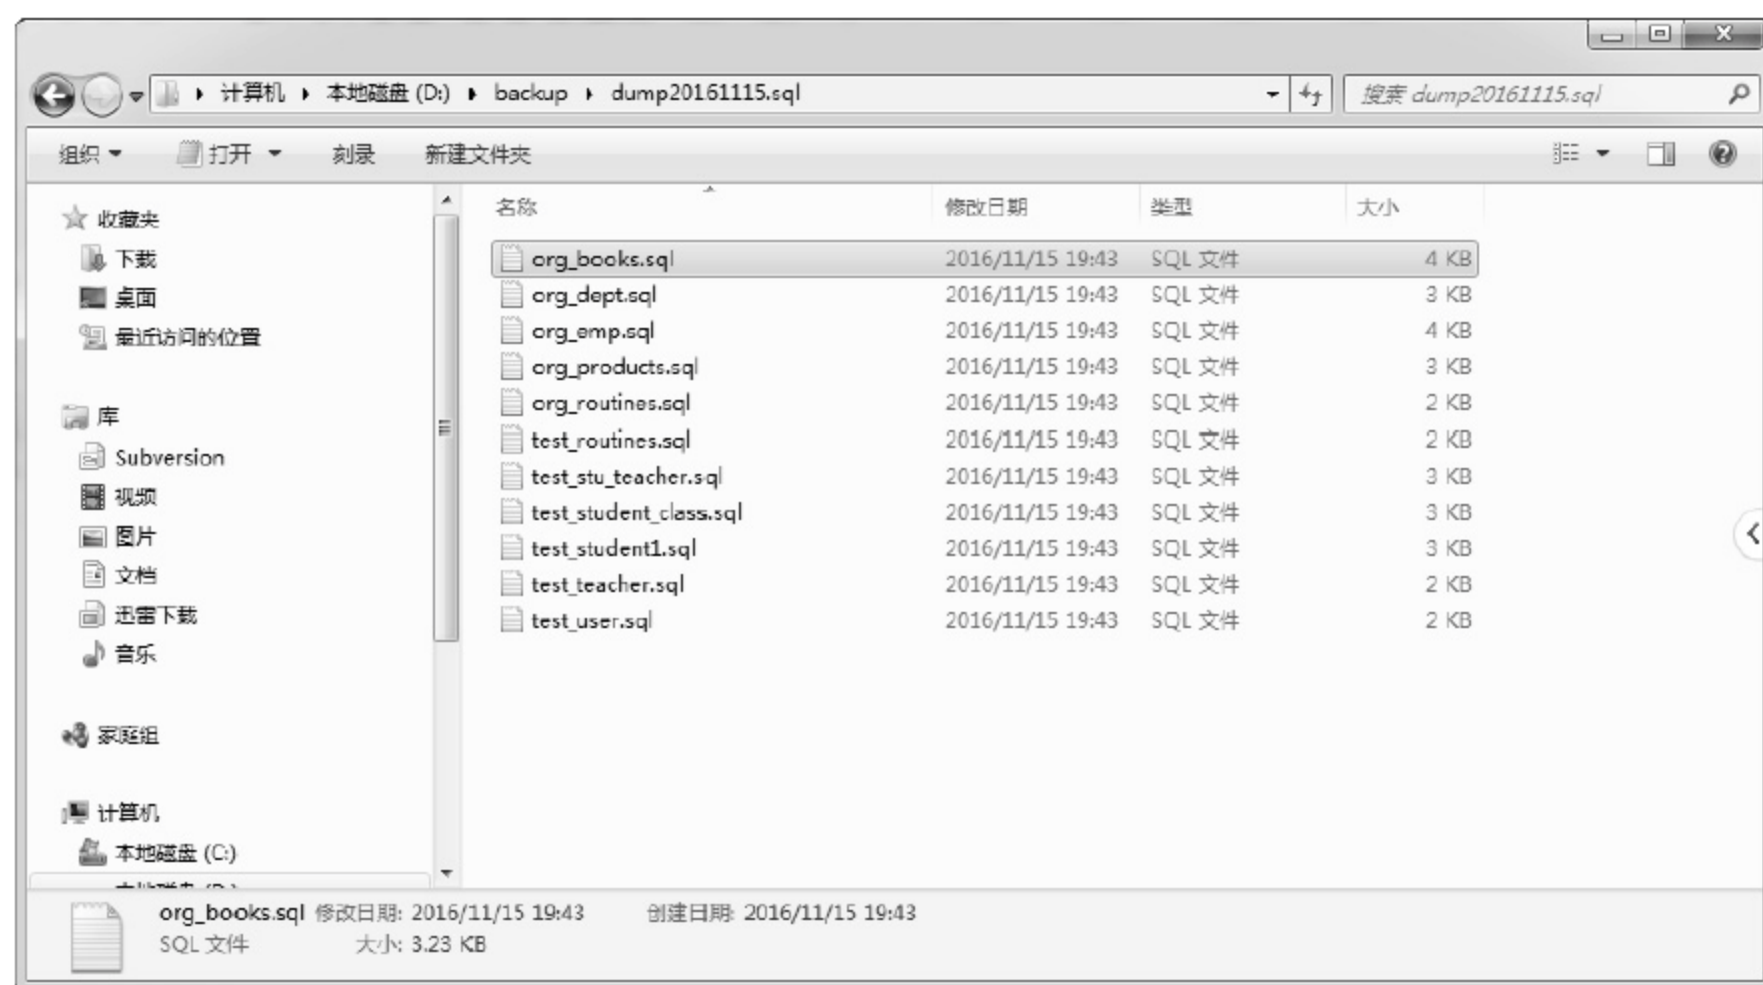 计算机 本地磁盘 (D:) backup dump20161115.sql 搜索 dump20161115.sql
组织 打开 刻录 新建文件夹
收藏夹
下载
桌面
最近访问的位置
库
Subversion
视频
图片
文档
迅雷下载
音乐
家庭组
计算机
本地磁盘 (C:)
名称 修改日期 类型 大小
org_books.sql 2016/11/15 19:43 SQL 文件 4 KB
org_dept.sql 2016/11/15 19:43 SQL 文件 3 KB
org_emp.sql 2016/11/15 19:43 SQL 文件 4 KB
org_products.sql 2016/11/15 19:43 SQL 文件 3 KB
org_routines.sql 2016/11/15 19:43 SQL 文件 2 KB
test_routines.sql 2016/11/15 19:43 SQL 文件 2 KB
test_stu_teacher.sql 2016/11/15 19:43 SQL 文件 3 KB
test_student_class.sql 2016/11/15 19:43 SQL 文件 3 KB
test_student1.sql 2016/11/15 19:43 SQL 文件 3 KB
test_teacher.sql 2016/11/15 19:43 SQL 文件 2 KB
test_user.sql 2016/11/15 19:43 SQL 文件 2 KB
org_books.sql 修改日期: 2016/11/15 19:43 创建日期: 2016/11/15 19:43
SQL 文件 大小: 3.23 KB